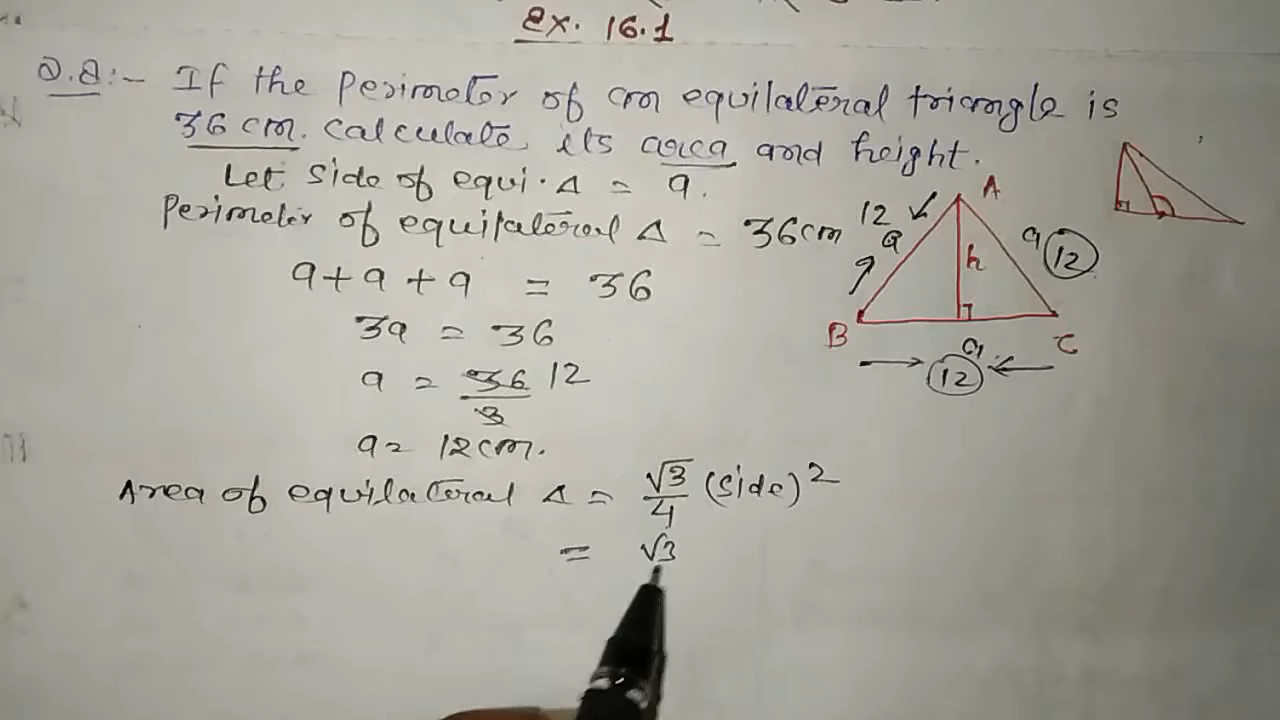 Ex. 16.1
Q.8:- If the Perimeter of an equilateral triangle is
36 cm. calculate its area and height.
Let side of equi. Δ = a.
Perimeter of equilateral Δ = 36cm
a + a + a = 36
3a = 36
a = 36/3 12
a = 12 cm.
Area of equilateral Δ = √3/4 (side)²
= √3
A
12
a
h
a
12
B
a
C
12